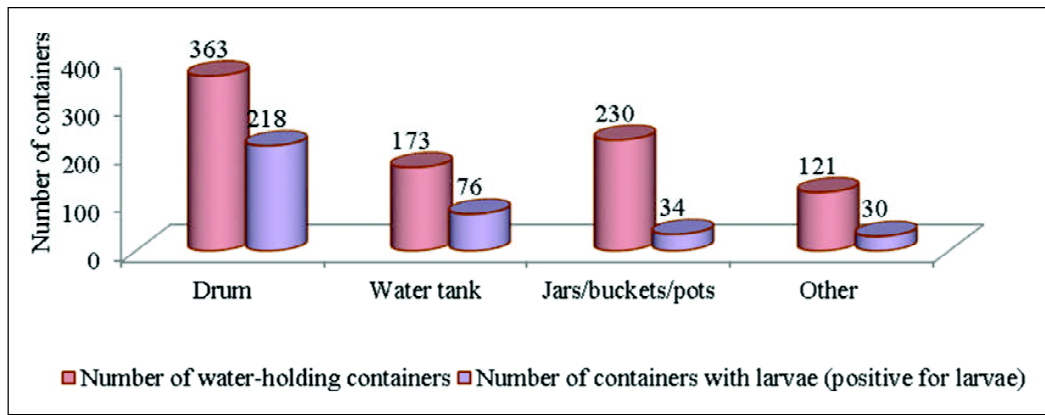 Number of containers
400
300
200
100
0
363
218
173
76
230
34
121
30
Drum
Water tank
Jars/buckets/pots
Other
Number of water-holding containers
Number of containers with larvae (positive for larvae)